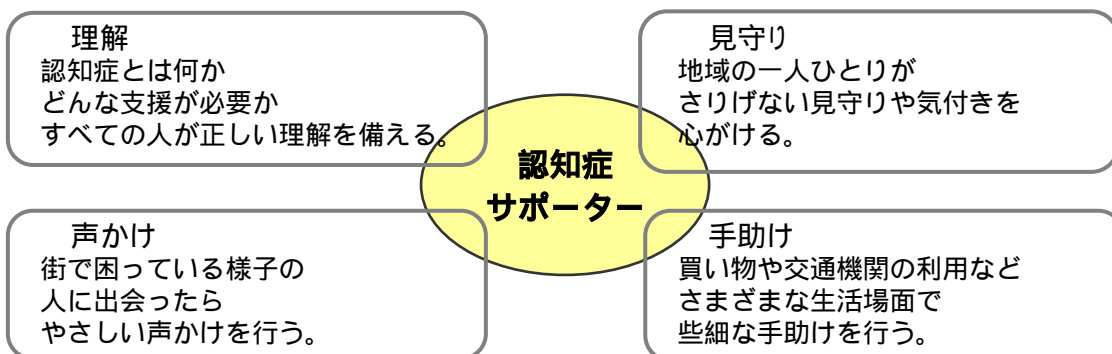 理解
認知症とは何か
どんな支援が必要か
すべての人が正しい理解を備える。
見守り
地域の一人ひとりが
さりげない見守りや気付きを
心がける。
認知症
サポーター
声かけ
街で困っている様子の
人に出会ったら
やさしい声かけを行う。
手助け
買い物や交通機関の利用など
さまざまな生活場面で
些細な手助けを行う。